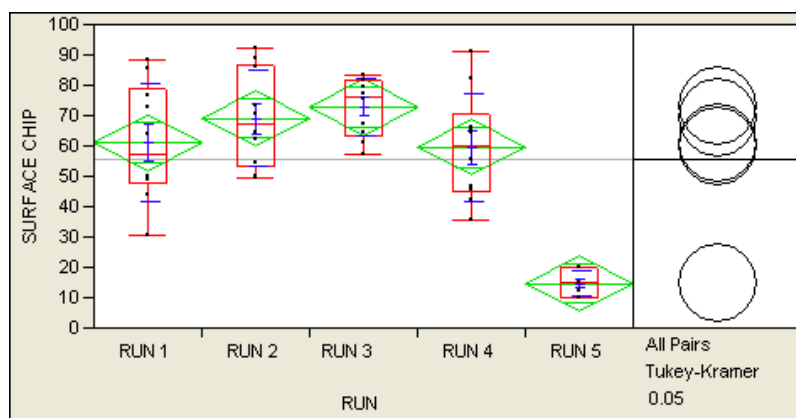 100
90
80
70
60
50
40
30
20
10
0
SURFACE CHIP
RUN 1 RUN 2 RUN 3 RUN 4 RUN 5
RUN
All Pairs
Tukey-Kramer
0.05